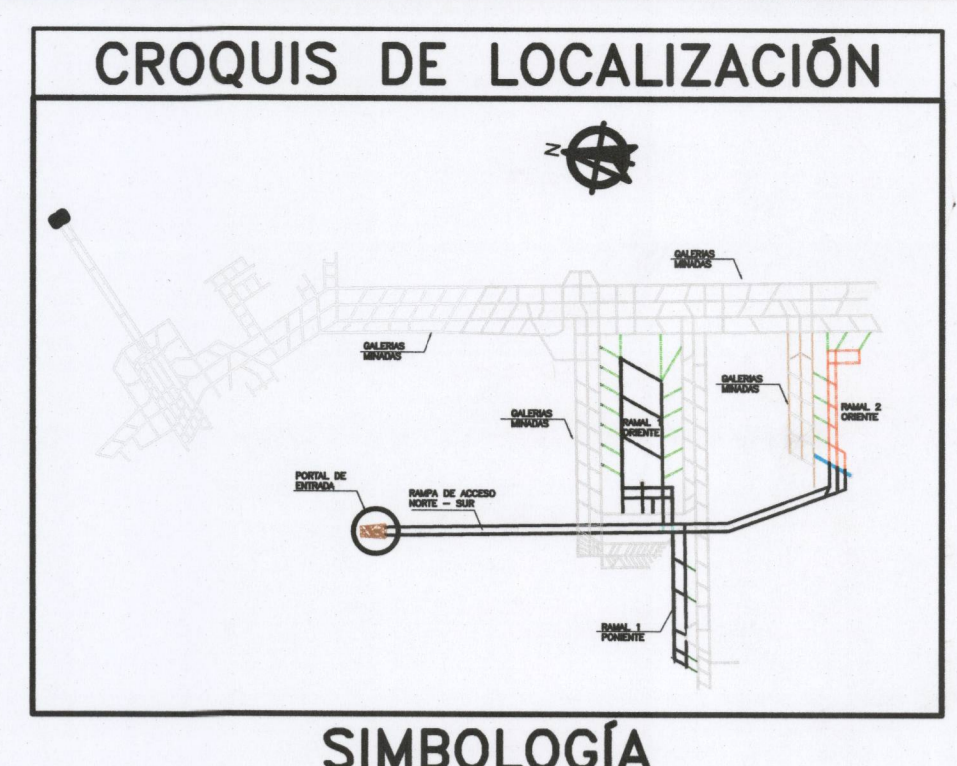 CROQUIS DE LOCALIZACIÓN
N
GALERIAS
MINADAS
GALERIAS
MINADAS
GALERIAS
MINADAS
GALERIAS
MINADAS
RAMAL 1
ORIENTE
RAMAL 2
ORIENTE
PORTAL DE
ENTRADA
RAMPA DE ACCESO
NORTE - SUR
RAMAL 1
PONIENTE
SIMBOLOGÍA